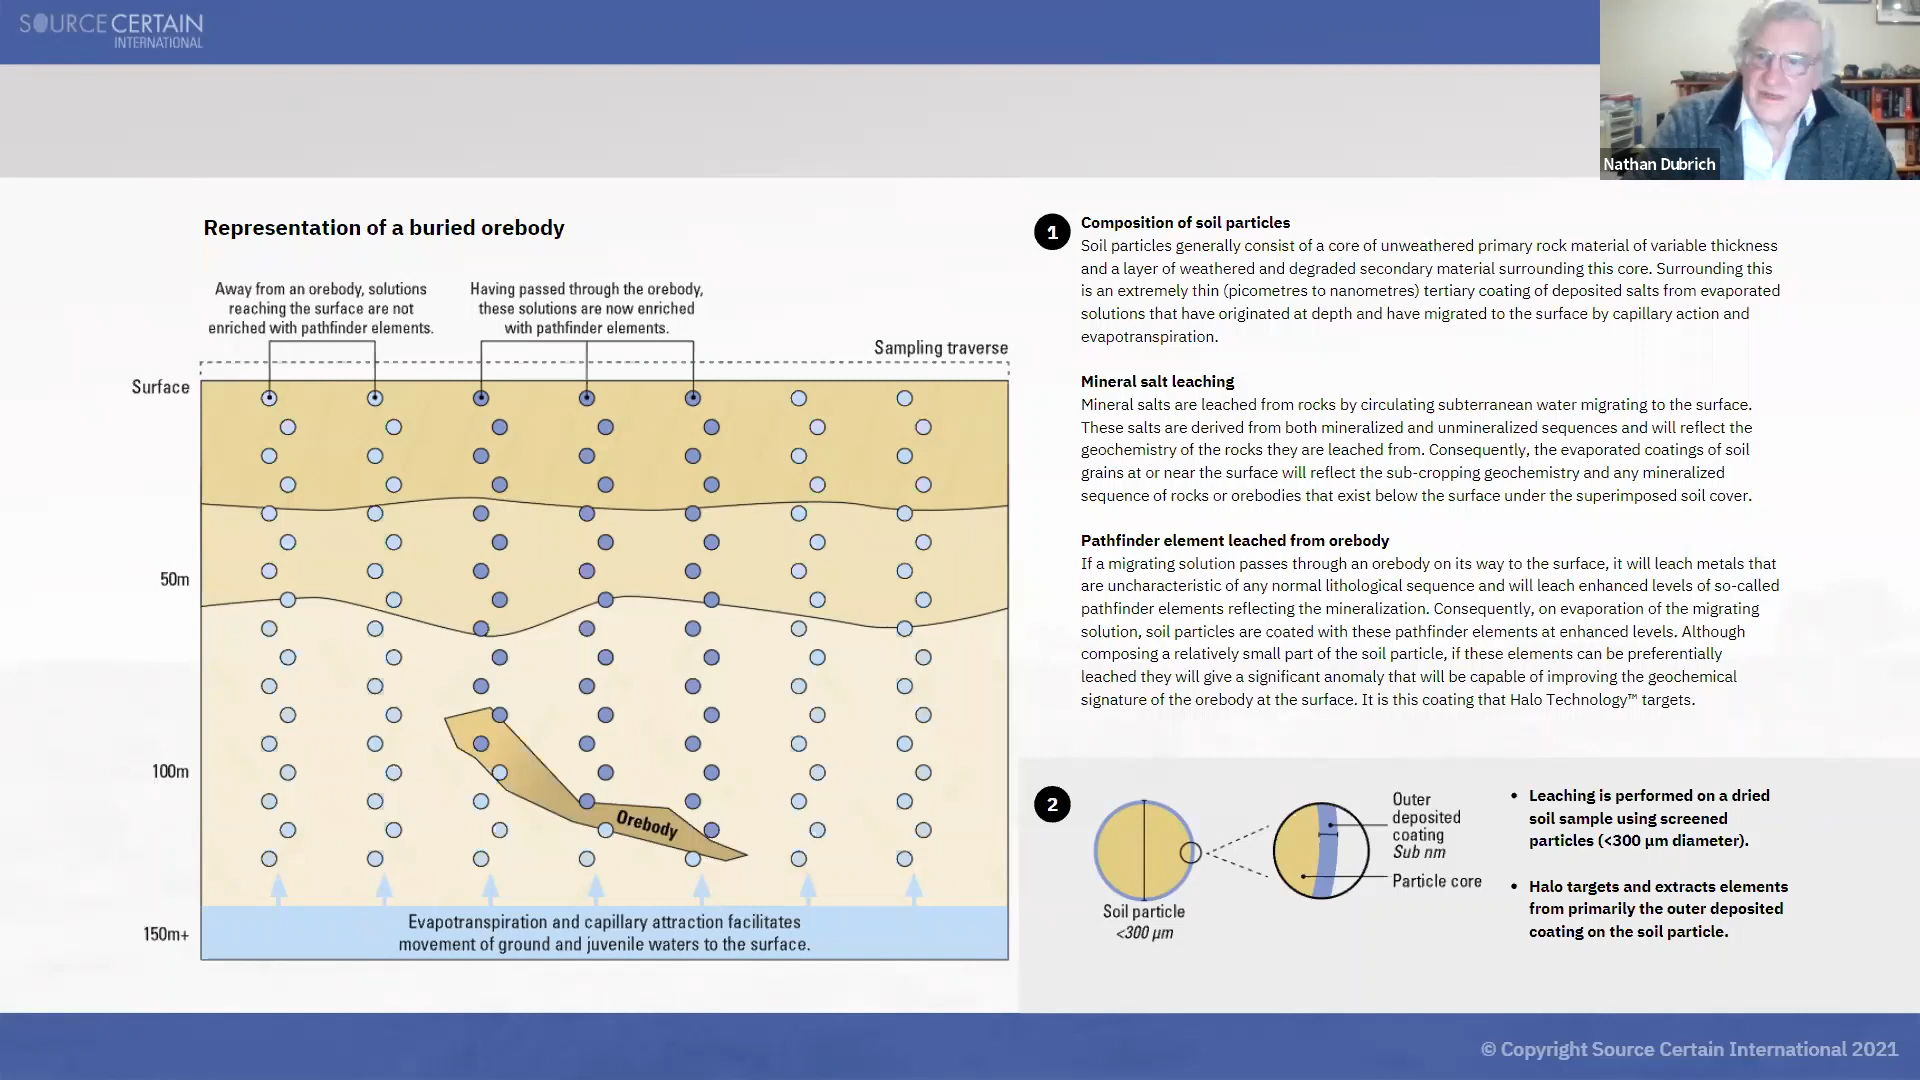 SOURCECERTAIN
INTERNATIONAL
Nathan Dubrich
Representation of a buried orebody
Away from an orebody, solutions
reaching the surface are not
enriched with pathfinder elements.
Having passed through the orebody,
these solutions are now enriched
with pathfinder elements.
Sampling traverse
Surface
50m
100m
150m+
Orebody
Evapotranspiration and capillary attraction facilitates
movement of ground and juvenile waters to the surface.
1
Composition of soil particles
Soil particles generally consist of a core of unweathered primary rock material of variable thickness
and a layer of weathered and degraded secondary material surrounding this core. Surrounding this
is an extremely thin (picometres to nanometres) tertiary coating of deposited salts from evaporated
solutions that have originated at depth and have migrated to the surface by capillary action and
evapotranspiration.
Mineral salt leaching
Mineral salts are leached from rocks by circulating subterranean water migrating to the surface.
These salts are derived from both mineralized and unmineralized sequences and will reflect the
geochemistry of the rocks they are leached from. Consequently, the evaporated coatings of soil
grains at or near the surface will reflect the sub-cropping geochemistry and any mineralized
sequence of rocks or orebodies that exist below the surface under the superimposed soil cover.
Pathfinder element leached from orebody
If a migrating solution passes through an orebody on its way to the surface, it will leach metals that
are uncharacteristic of any normal lithological sequence and will leach enhanced levels of so-called
pathfinder elements reflecting the mineralization. Consequently, on evaporation of the migrating
solution, soil particles are coated with these pathfinder elements at enhanced levels. Although
composing a relatively small part of the soil particle, if these elements can be preferentially
leached they will give a significant anomaly that will be capable of improving the geochemical
signature of the orebody at the surface. It is this coating that Halo Technology™ targets.
2
Soil particle
<300 µm
Outer
deposited
coating
Sub nm
Particle core
• Leaching is performed on a dried
soil sample using screened
particles (<300 µm diameter).
• Halo targets and extracts elements
from primarily the outer deposited
coating on the soil particle.
© Copyright Source Certain International 2021